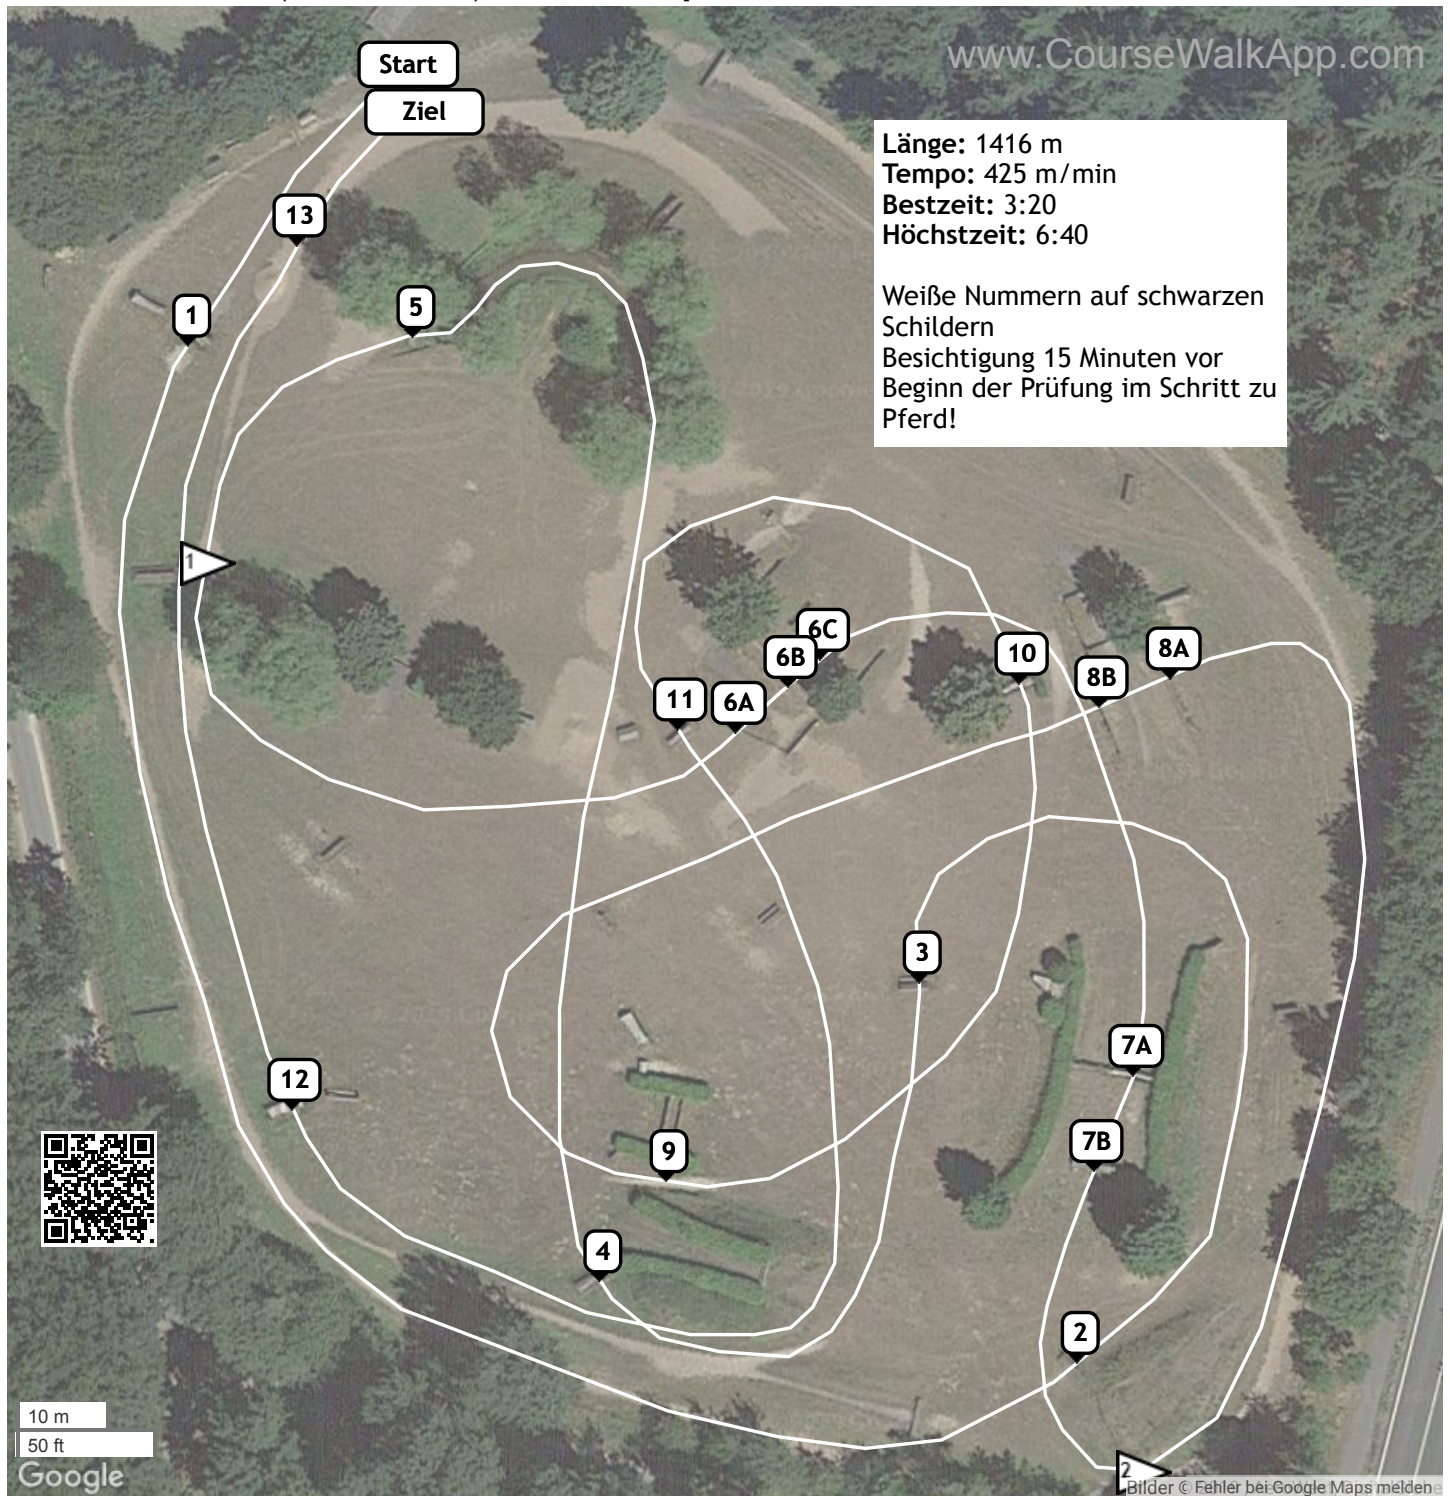 www.CourseWalkApp.com
Start
Ziel
Länge: 1416 m
Tempo: 425 m/min
Bestzeit: 3:20
Höchstzeit: 6:40
Weiße Nummern auf schwarzen
Schildern
Besichtigung 15 Minuten vor
Beginn der Prüfung im Schritt zu
Pferd!
13
1
5
1
6C
6B
10
8A
8B
11
6A
3
7A
12
7B
9
4
2
10 m
50 ft
Google
2
Bilder ©
Fehler bei Google Maps melden